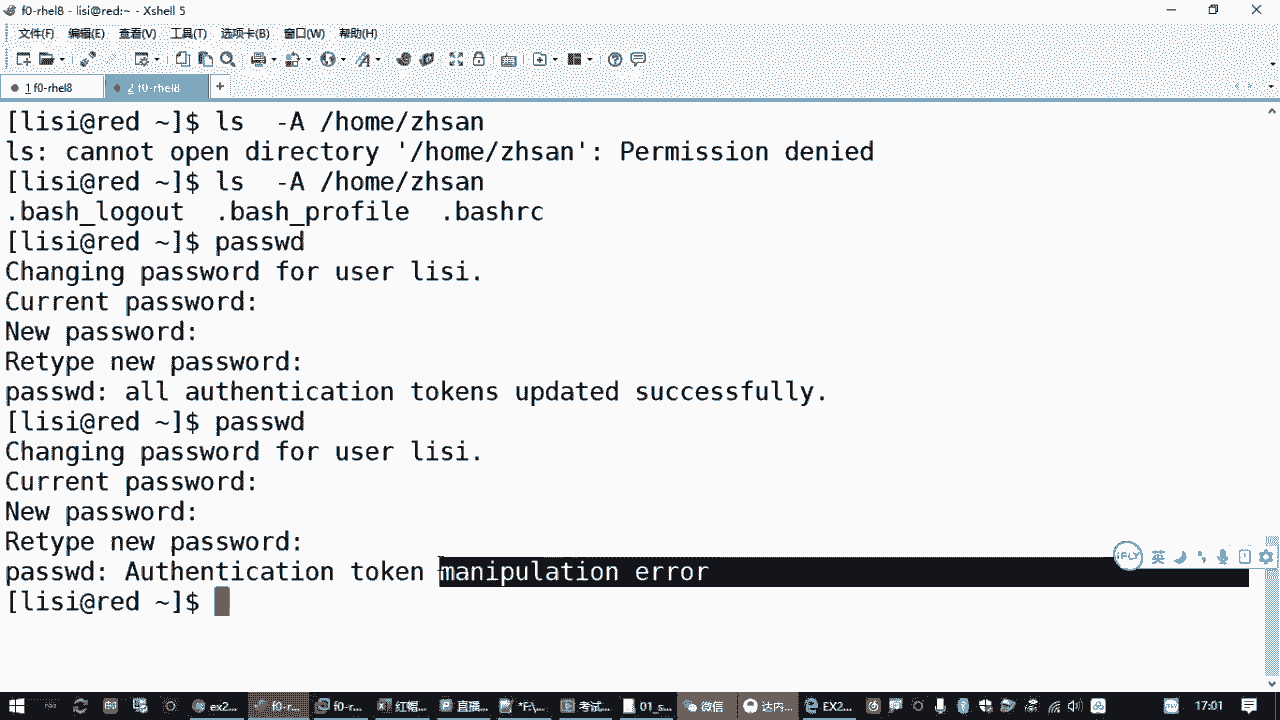 f0-rhel8 - lisi@red:~ - Xshell 5
文件(F) 编辑(E) 查看(V) 工具(T) 选项卡(B) 窗口(W) 帮助(H)
1 f0-rhel8 2 f0-rhel8 +
[lisi@red ~]$ ls  -A /home/zhsan
ls: cannot open directory '/home/zhsan': Permission denied
[lisi@red ~]$ ls  -A /home/zhsan
.bash_logout  .bash_profile  .bashrc
[lisi@red ~]$ passwd
Changing password for user lisi.
Current password:
New password:
Retype new password:
passwd: all authentication tokens updated successfully.
[lisi@red ~]$ passwd
Changing password for user lisi.
Current password:
New password:
Retype new password:
passwd: Authentication token manipulation error
[lisi@red ~]$
iFLY 英
ex2... f0-r... f0-r... 红帽... 直播... *F:\... 考试... 01_s... 微信 达内... EX2... 17:01